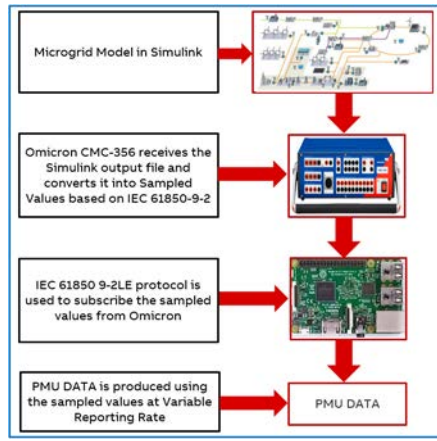 Microgrid Model in Simulink
Omicron CMC-356 receives the
Simulink output file and
converts it into Sampled
Values based on IEC 61850-9-2
IEC 61850 9-2LE protocol is
used to subscribe the sampled
values from Omicron
PMU DATA is produced using
the sampled values at Variable
Reporting Rate
PMU DATA